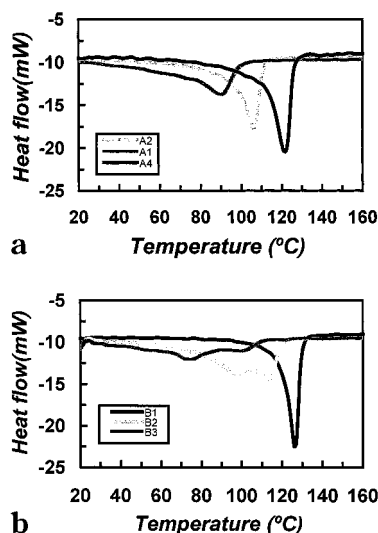 -5
-10
-15
-20
-25
Heat flow(mW)
A2
A1
A4
20 40 60 80 100 120 140 160
a
Temperature (ºC)
-5
-10
-15
-20
-25
Heat flow(mW)
B1
B2
B3
20 40 60 80 100 120 140 160
b
Temperature (ºC)